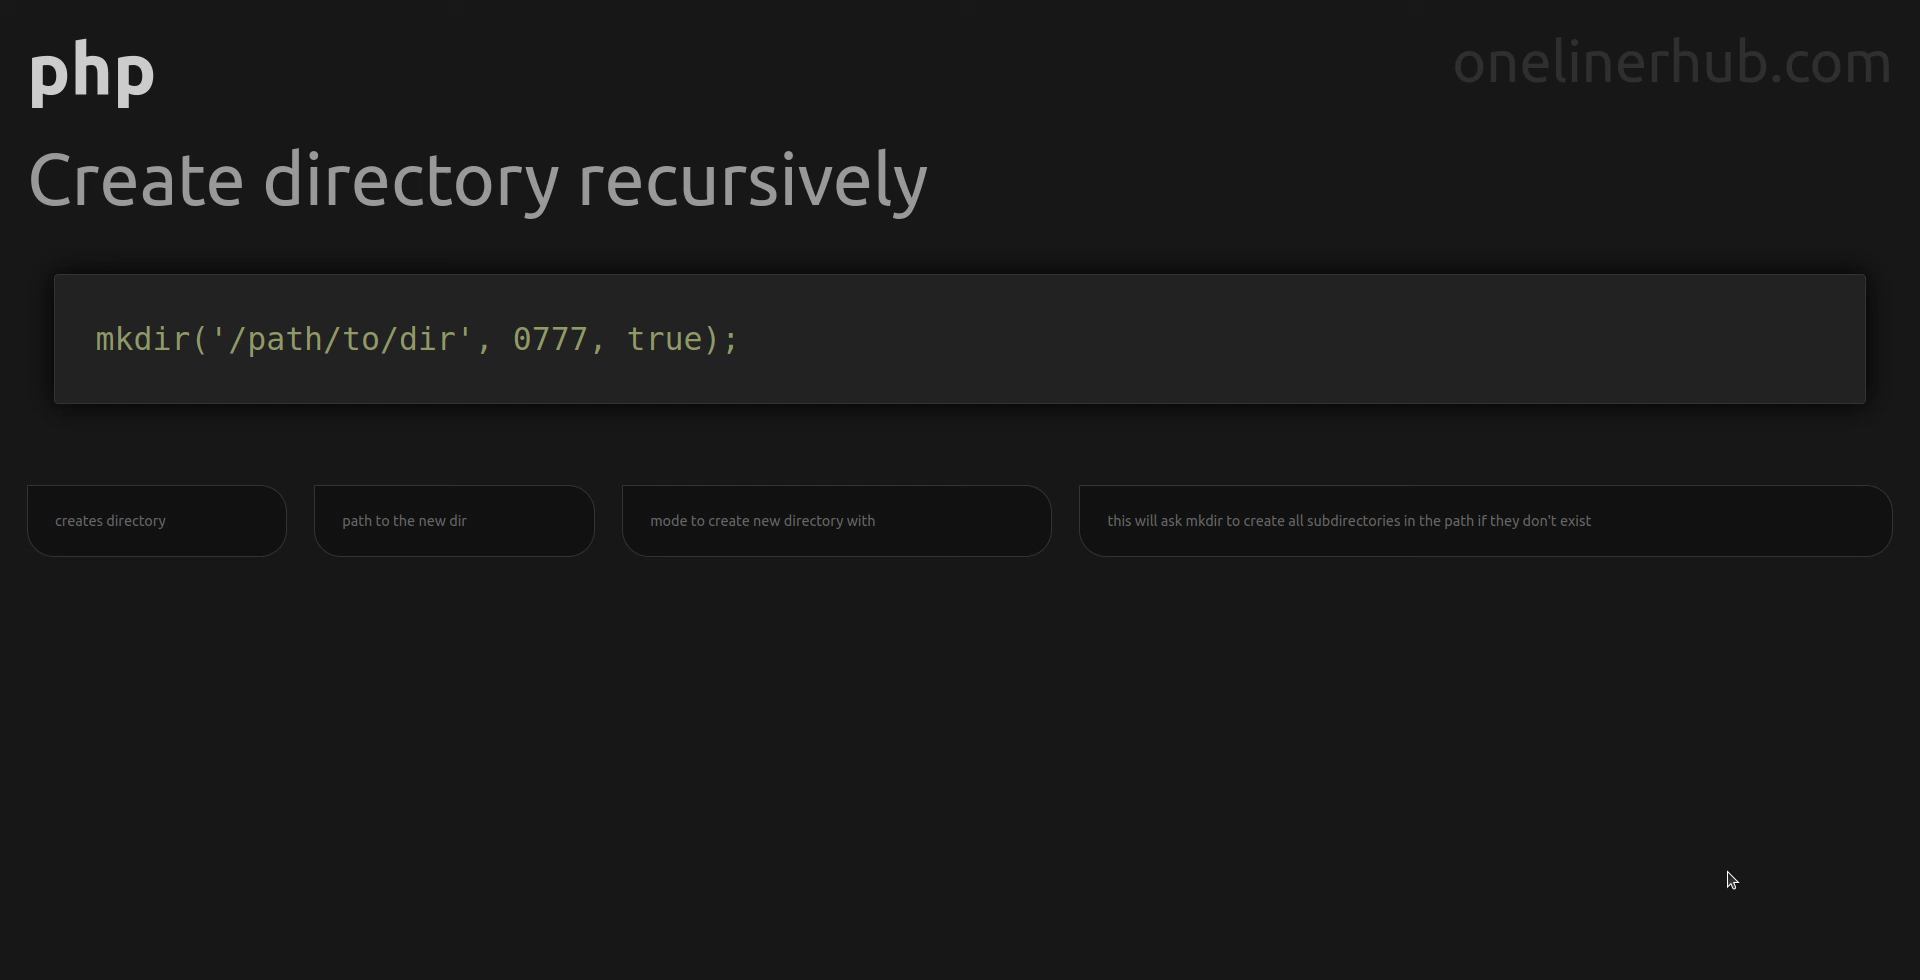 php
onelinerhub.com
Create directory recursively
mkdir('/path/to/dir', 0777, true);
creates directory
path to the new dir
mode to create new directory with
this will ask mkdir to create all subdirectories in the path if they don't exist